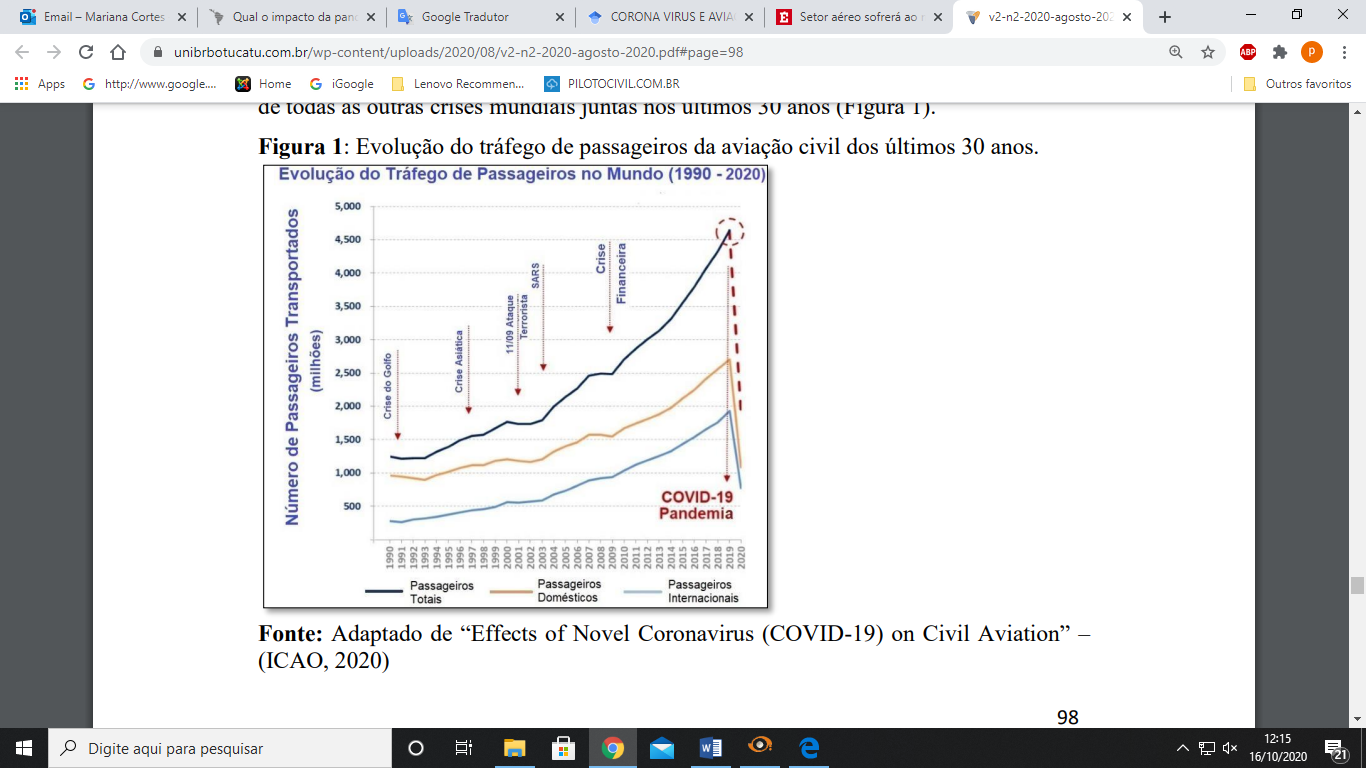 Email – Mariana Cortes
Qual o impacto da pan
Google Tradutor
CORONA VIRUS E AVIA
Setor aéreo sofrerá ao
v2-n2-2020-agosto-202
unibrbotucatu.com.br/wp-content/uploads/2020/08/v2-n2-2020-agosto-2020.pdf#page=98
ABP
P
Apps
http://www.google....
Home
iGoogle
Lenovo Recommen...
PILOTOCIVIL.COM.BR
Outros favoritos
de todas as outras crises mundiais juntas nos últimos 30 anos (Figura 1).
Figura 1: Evolução do tráfego de passageiros da aviação civil dos últimos 30 anos.
Evolução do Tráfego de Passageiros no Mundo (1990 - 2020)
Número de Passageiros Transportados
(milhões)
5,000
4,500
4,000
3,500
3,000
2,500
2,000
1,500
1,000
500
Crise do Golfo
Crise Asiática
11/09 Ataque
Terrorista
SARS
Crise
Financeira
COVID-19
Pandemia
1990
1991
1992
1993
1994
1995
1996
1997
1998
1999
2000
2001
2002
2003
2004
2005
2006
2007
2008
2009
2010
2011
2012
2013
2014
2015
2016
2017
2018
2019
2020
Passageiros
Totais
Passageiros
Domésticos
Passageiros
Internacionais
Fonte: Adaptado de “Effects of Novel Coronavirus (COVID-19) on Civil Aviation” –
(ICAO, 2020)
98
Digite aqui para pesquisar
12:15
16/10/2020
21